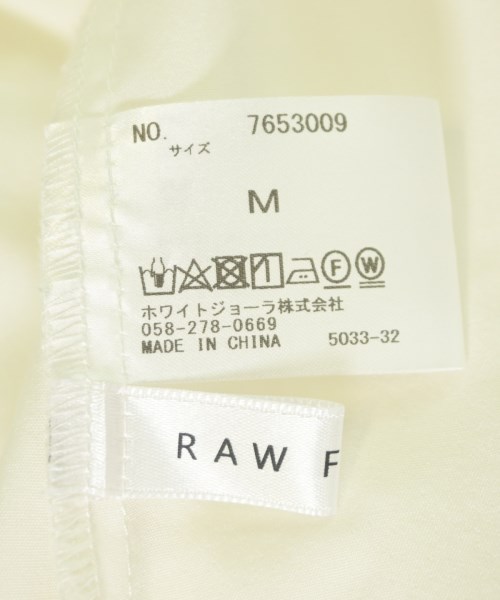 NO. 7653009
サイズ
M
ホワイトジョーラ株式会社
058-278-0669
MADE IN CHINA 5033-32
RAW F